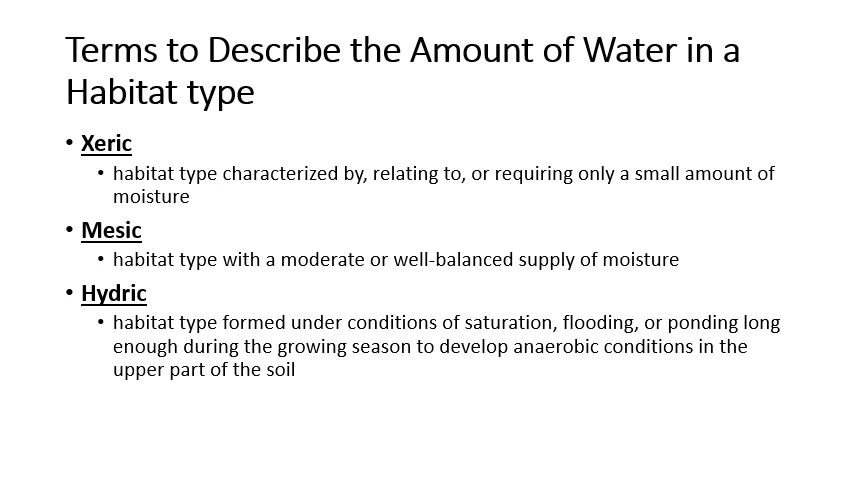 Terms to Describe the Amount of Water in a
Habitat type
• Xeric
• habitat type characterized by, relating to, or requiring only a small amount of
moisture
• Mesic
• habitat type with a moderate or well-balanced supply of moisture
• Hydric
• habitat type formed under conditions of saturation, flooding, or ponding long
enough during the growing season to develop anaerobic conditions in the
upper part of the soil